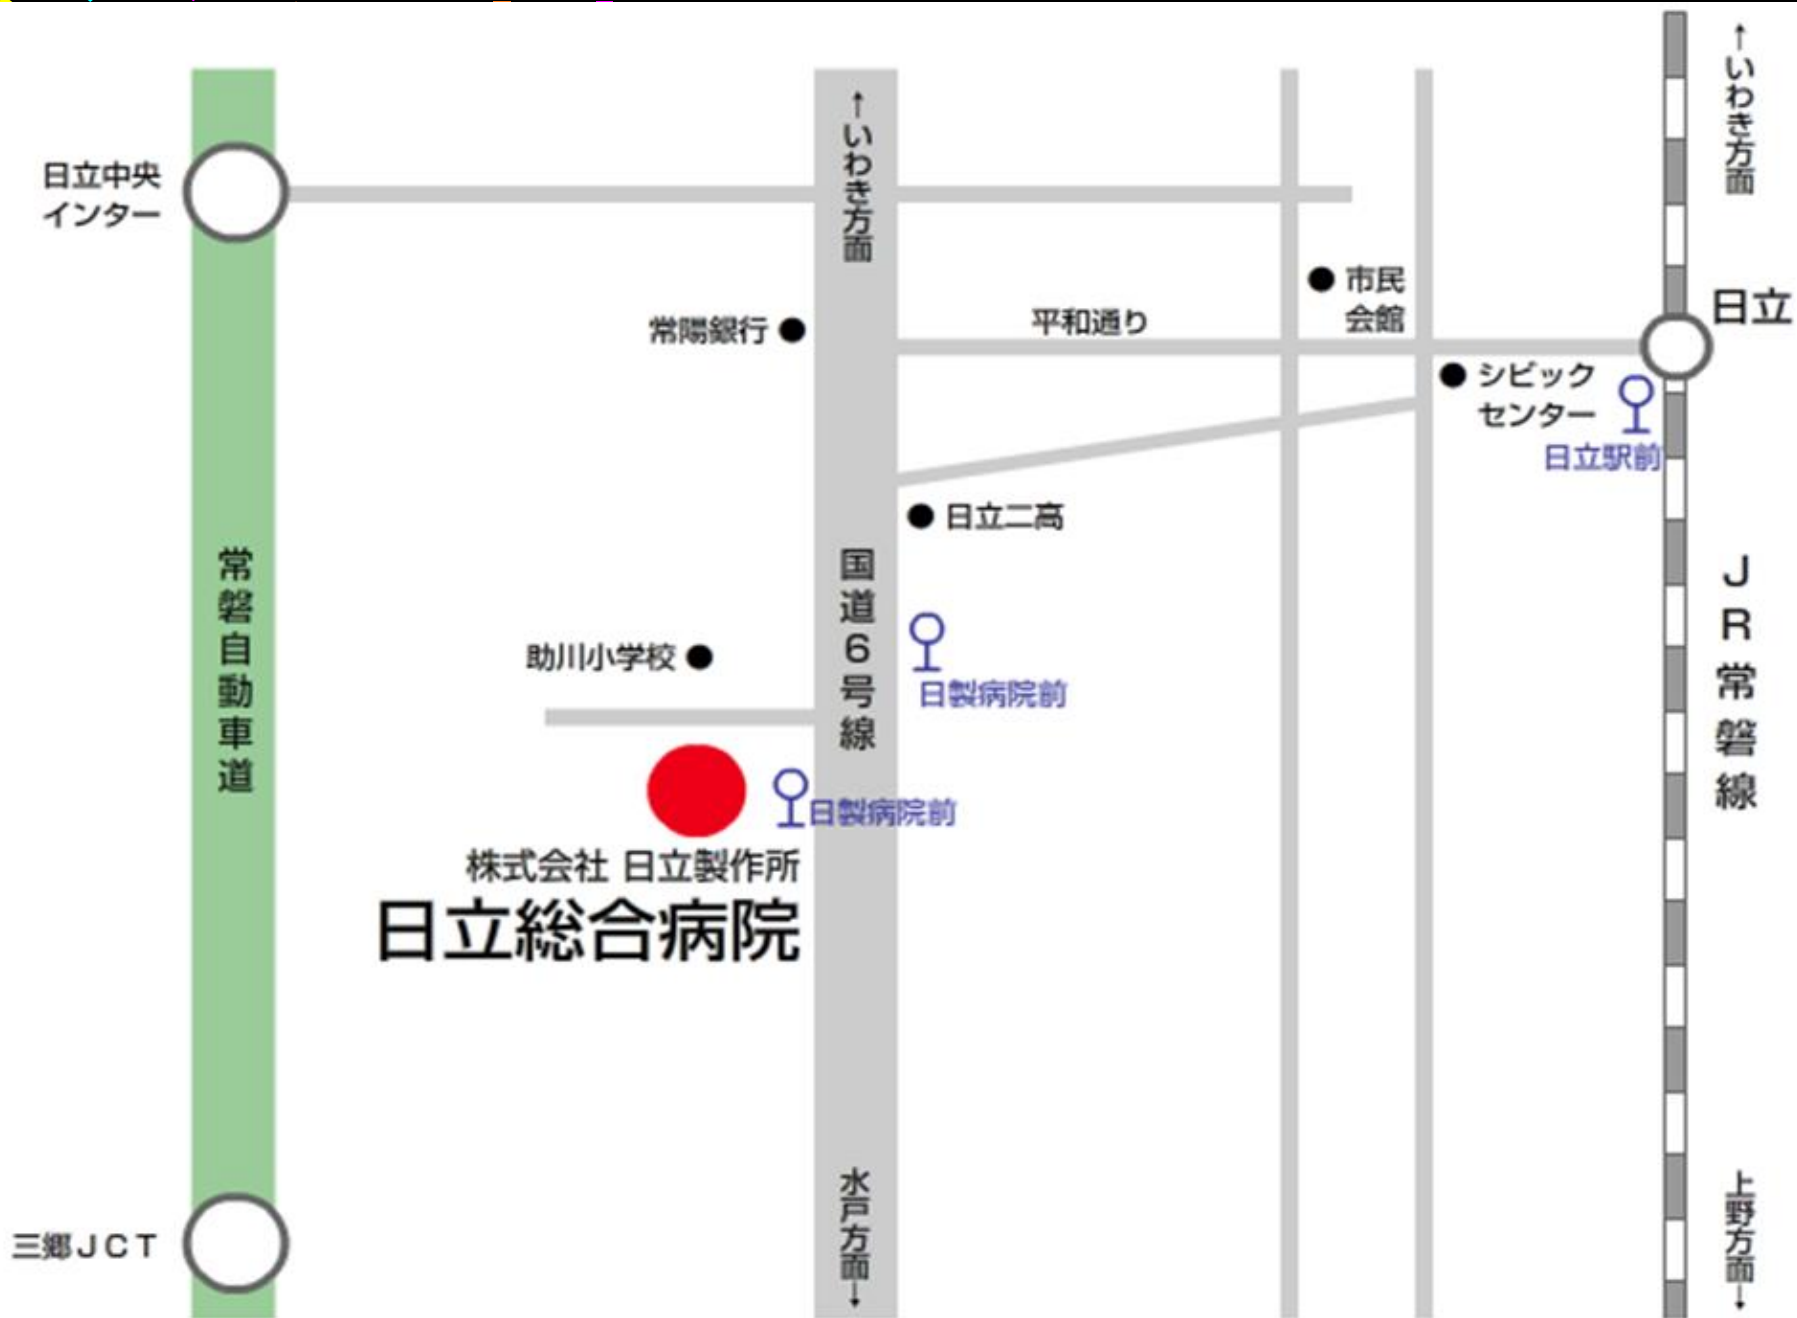 ↑いわき方面
↑いわき方面
日立中央
インター
市民
会館
日立
常陽銀行
平和通り
シビック
センター
日立駅前
日立二高
常磐自動車道
国道6号線
JR常磐線
助川小学校
日製病院前
日製病院前
株式会社 日立製作所
日立総合病院
水戸方面↓
上野方面↓
三郷JCT